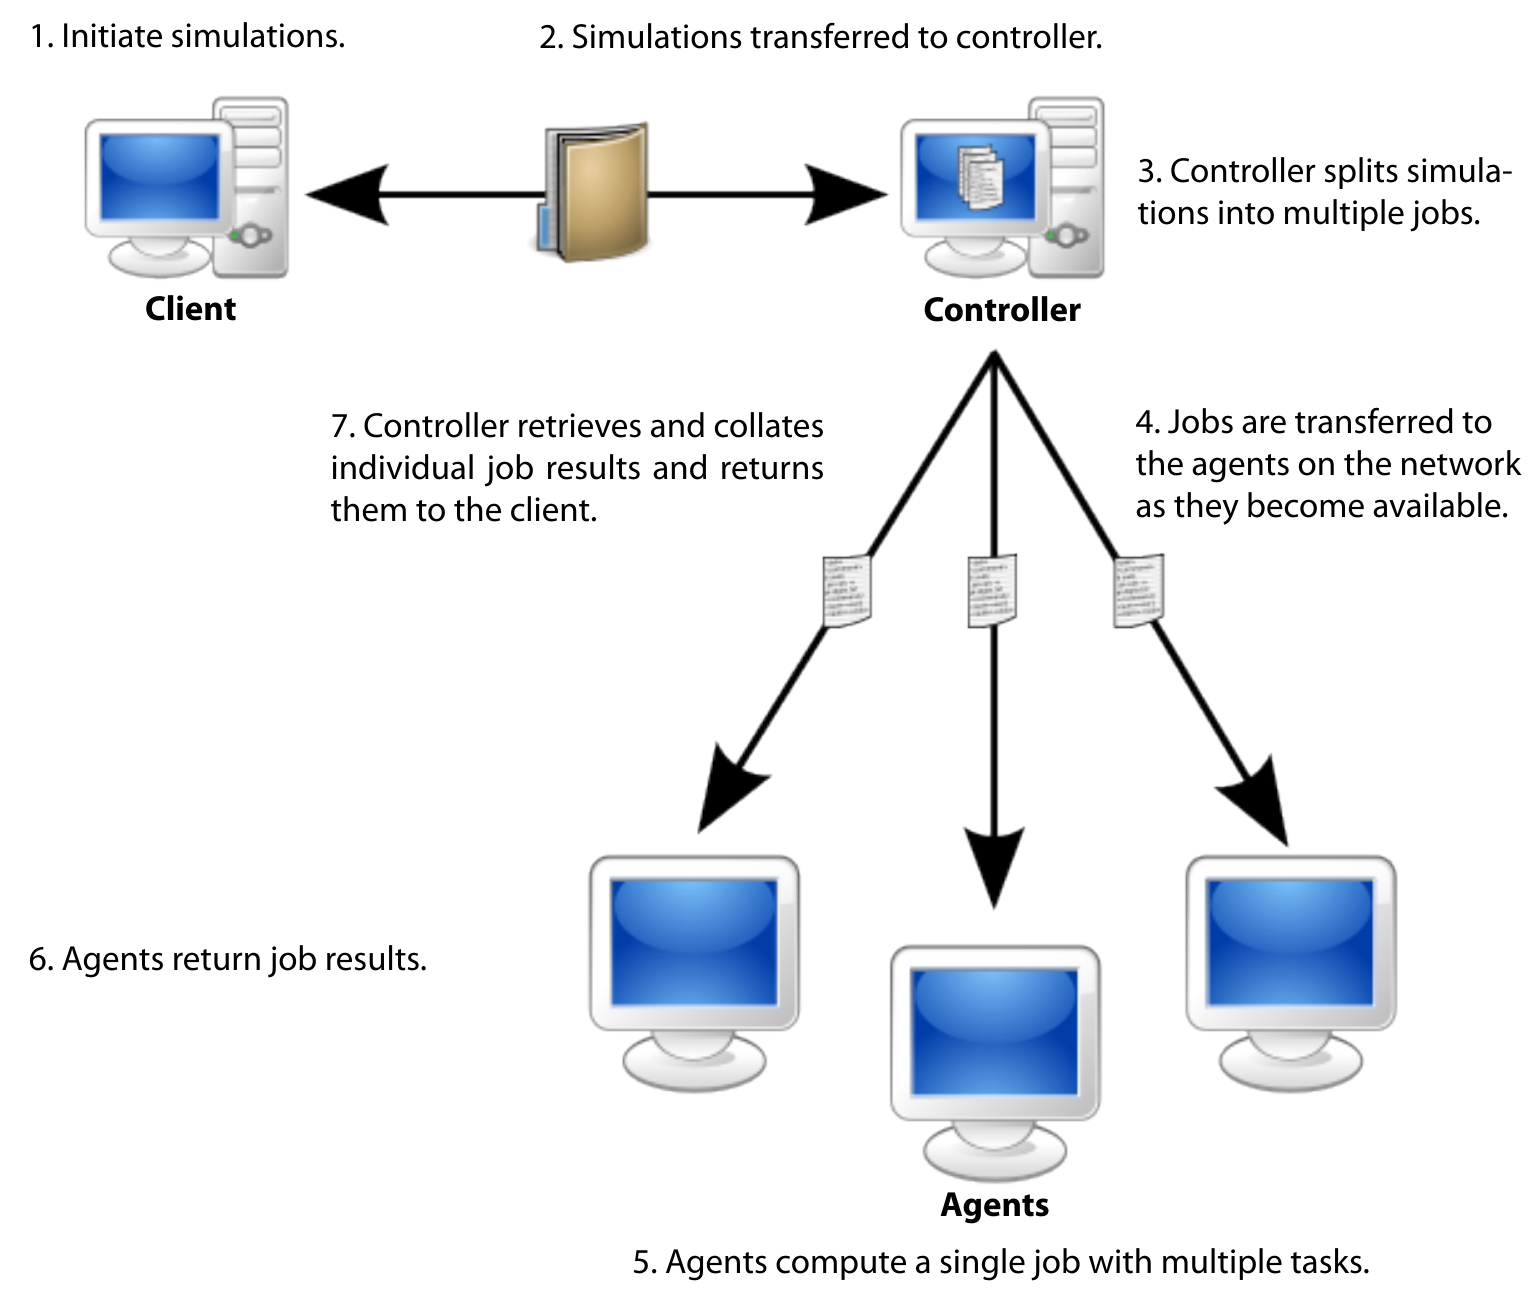 1. Initiate simulations.
2. Simulations transferred to controller.
3. Controller splits simula-
tions into multiple jobs.
Client
Controller
7. Controller retrieves and collates
individual job results and returns
them to the client.
4. Jobs are transferred to
the agents on the network
as they become available.
6. Agents return job results.
Agents
5. Agents compute a single job with multiple tasks.